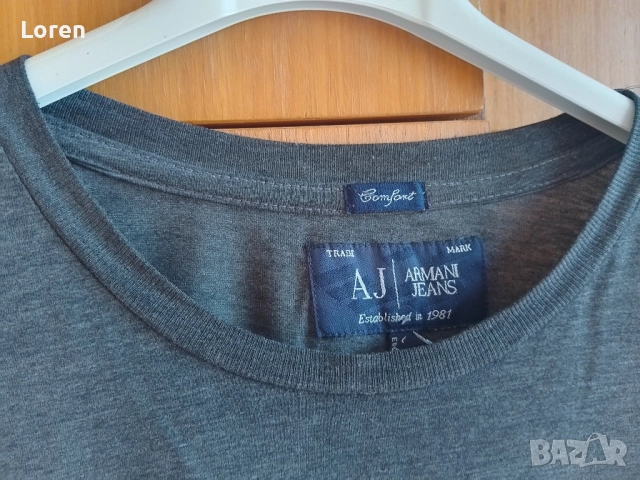 Loren
Comfort
TRADE MARK
AJ ARMANI
JEANS
Established in 1981
BAZAR